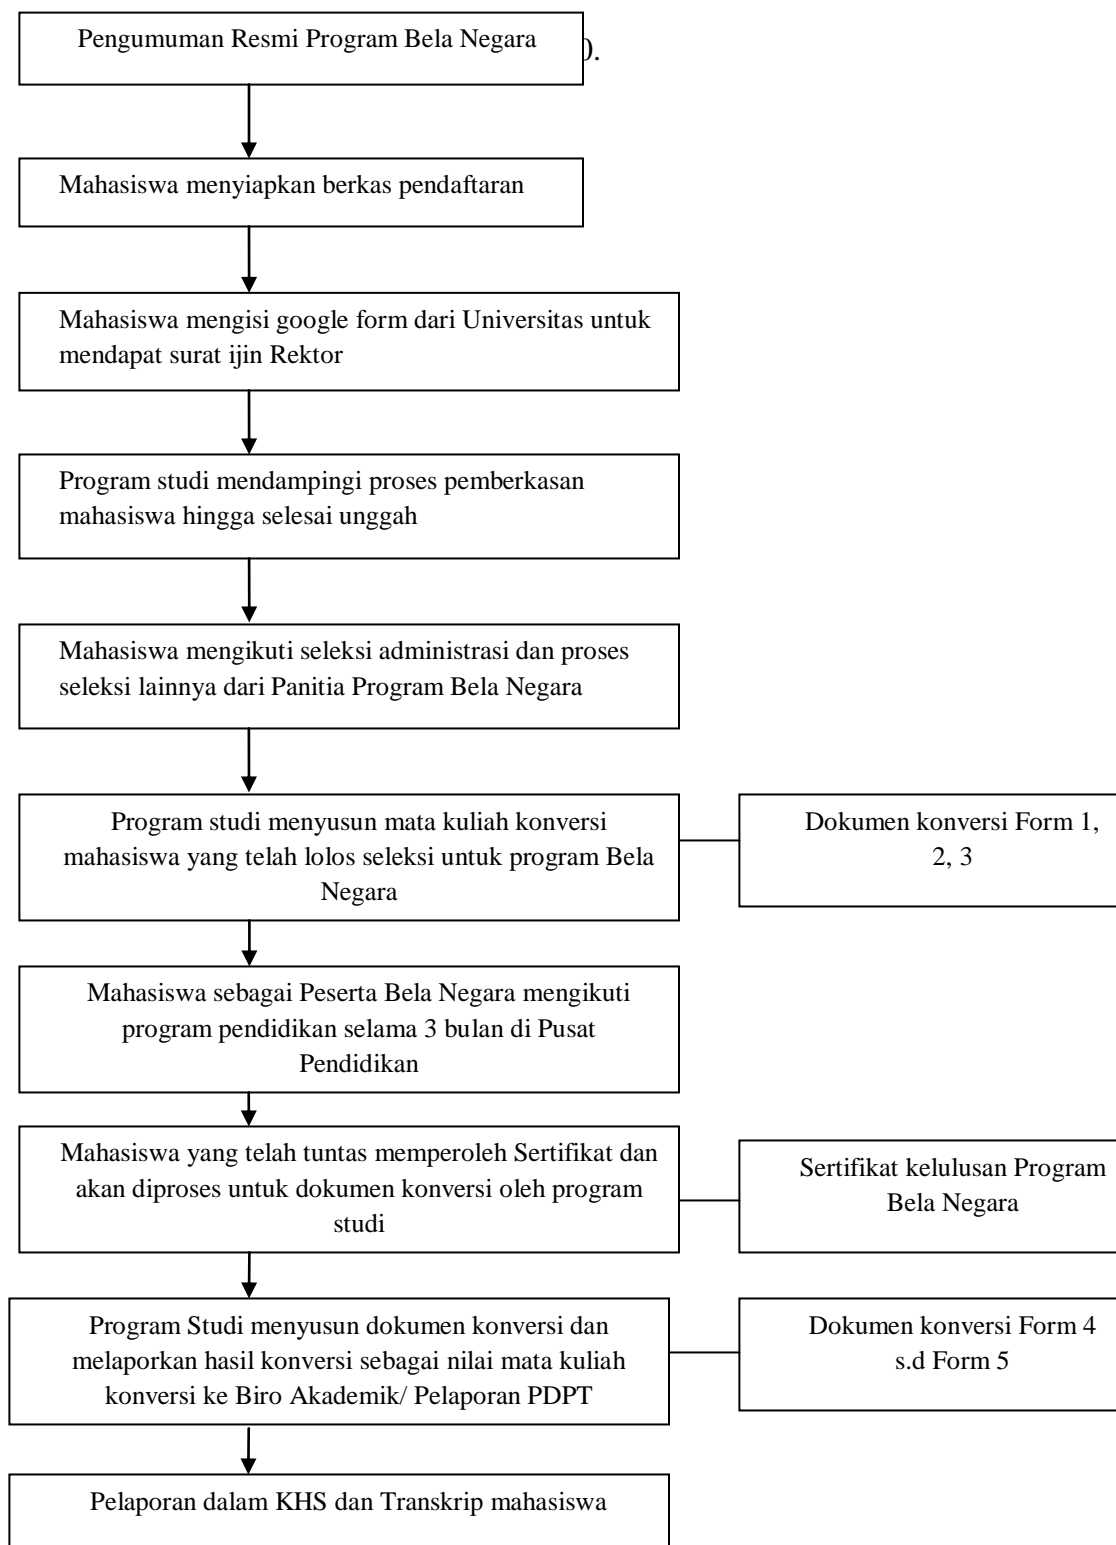 Pengumuman Resmi Program Bela Negara
0.
Mahasiswa menyiapkan berkas pendaftaran
Mahasiswa mengisi google form dari Universitas untuk
mendapat surat ijin Rektor
Program studi mendampingi proses pemberkasan
mahasiswa hingga selesai unggah
Mahasiswa mengikuti seleksi administrasi dan proses
seleksi lainnya dari Panitia Program Bela Negara
Program studi menyusun mata kuliah konversi
mahasiswa yang telah lolos seleksi untuk program Bela
Negara
Dokumen konversi Form 1,
2, 3
Mahasiswa sebagai Peserta Bela Negara mengikuti
program pendidikan selama 3 bulan di Pusat
Pendidikan
Mahasiswa yang telah tuntas memperoleh Sertifikat dan
akan diproses untuk dokumen konversi oleh program
studi
Sertifikat kelulusan Program
Bela Negara
Program Studi menyusun dokumen konversi dan
melaporkan hasil konversi sebagai nilai mata kuliah
konversi ke Biro Akademik/ Pelaporan PDPT
Dokumen konversi Form 4
s.d Form 5
Pelaporan dalam KHS dan Transkrip mahasiswa